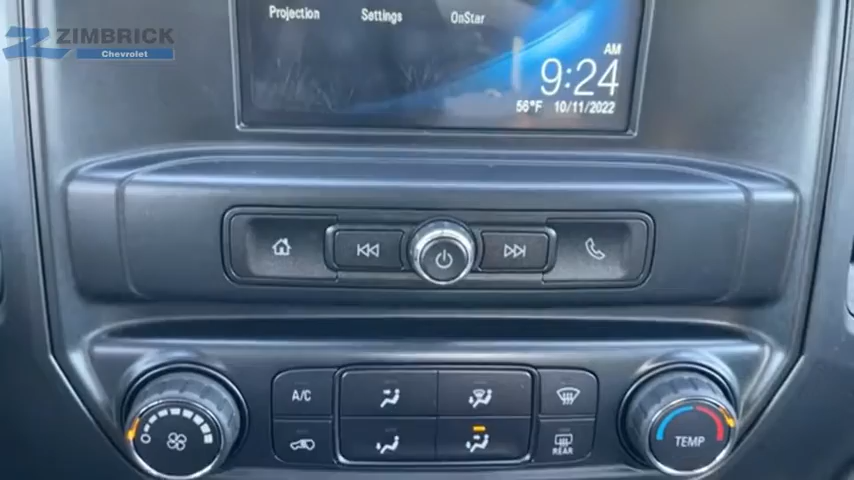 ZIMBRICK
Chevrolet
Projection Settings OnStar
AM
9:24
56°F 10/11/2022
A/C
REAR
TEMP